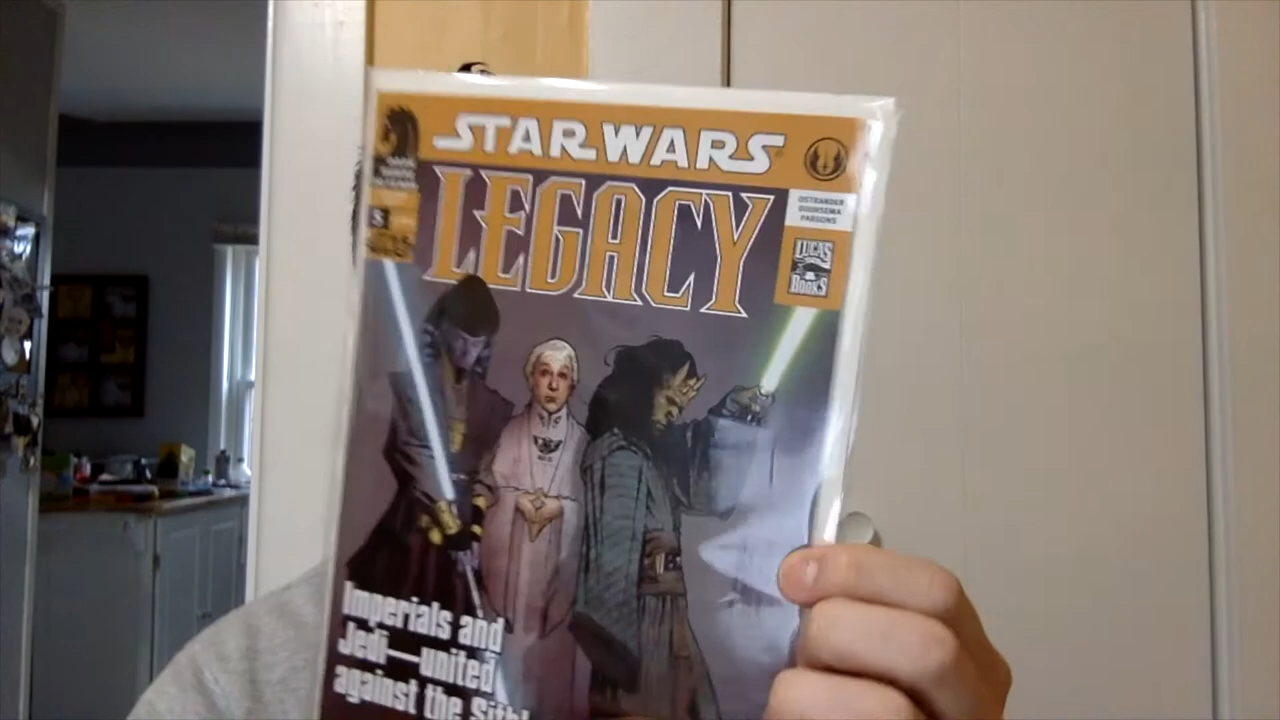 STAR WARS
LEGACY
OSTRANDER
DUURSEMA
PARSONS
LUCAS
BOOKS
Imperials and
Jedi—united
against the Sith!